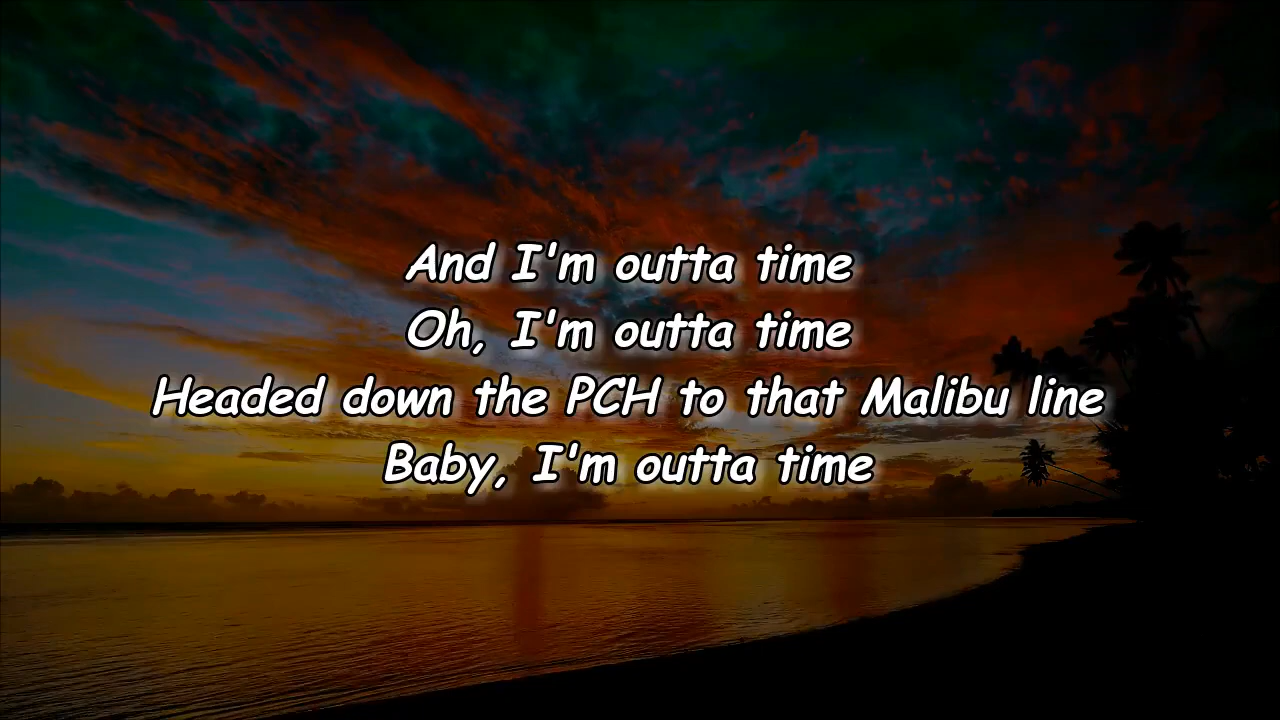 And I'm outta time
Oh, I'm outta time
Headed down the PCH to that Malibu line
Baby, I'm outta time